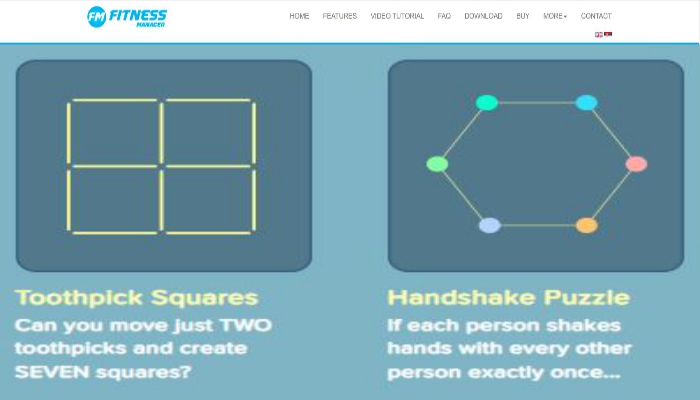 FM FITNESS
MANAGER
HOME FEATURES VIDEO TUTORIAL FAQ DOWNLOAD BUY MORE CONTACT
Toothpick Squares
Can you move just TWO
toothpicks and create
SEVEN squares?
Handshake Puzzle
If each person shakes
hands with every other
person exactly once...